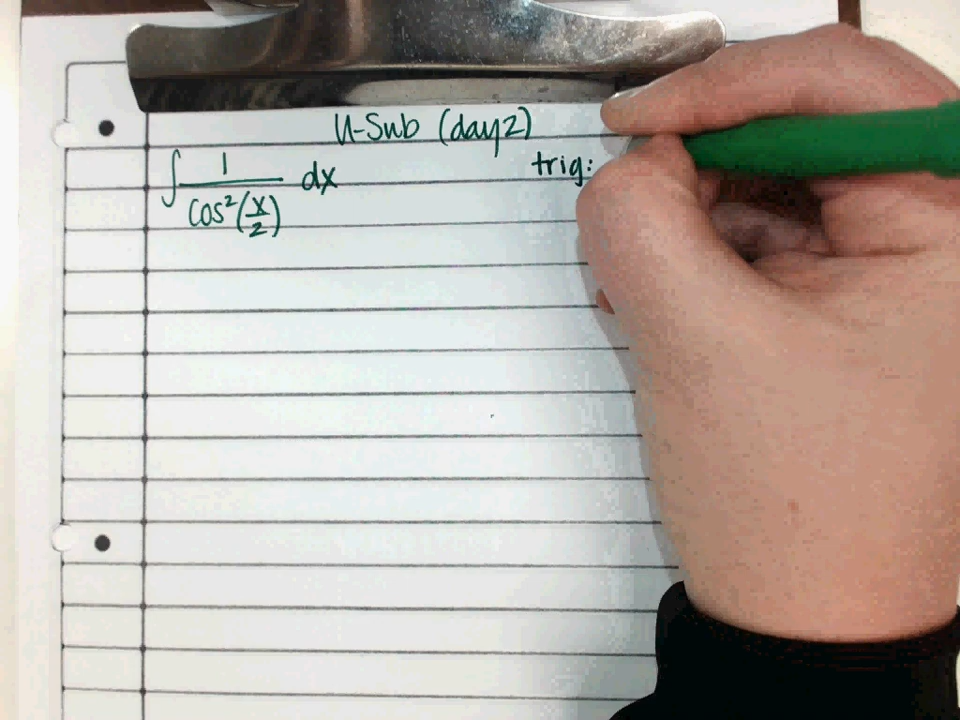 U-Sub (day 2)
∫ 1/cos²(x/2) dx
trig: